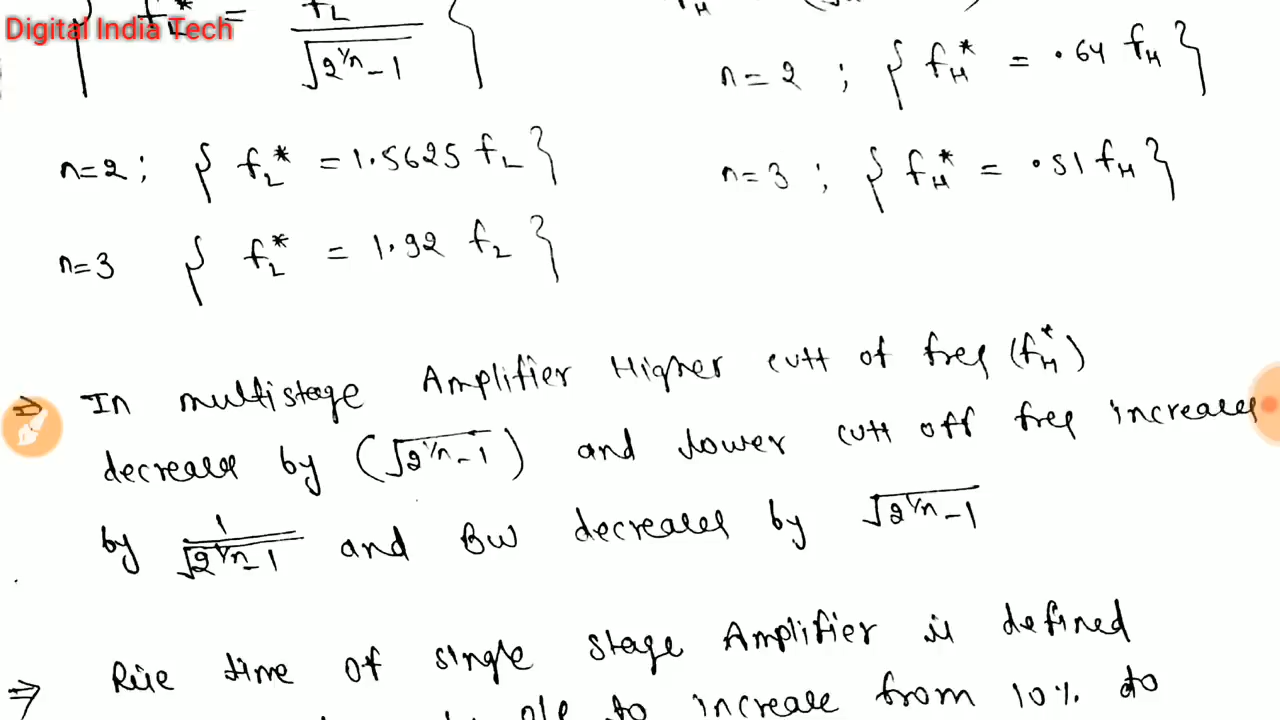 Digital India Tech
f_L* = f_L / √(2^(1/n) - 1)
n=2 ; { f_H* = .64 f_H }
n=2 ; { f_L* = 1.5625 f_L }
n=3 ; { f_H* = .51 f_H }
n=3 { f_L* = 1.92 f_L }
⇒ In multistage Amplifier Higher cutt of freq (f_H*)
decreases by (√(2^(1/n) - 1)) and lower cutt off freq increases
by 1 / √(2^(1/n) - 1) and BW decreases by √(2^(1/n) - 1)
⇒ Rise time of single stage Amplifier is defined
o/p to increase from 10% to